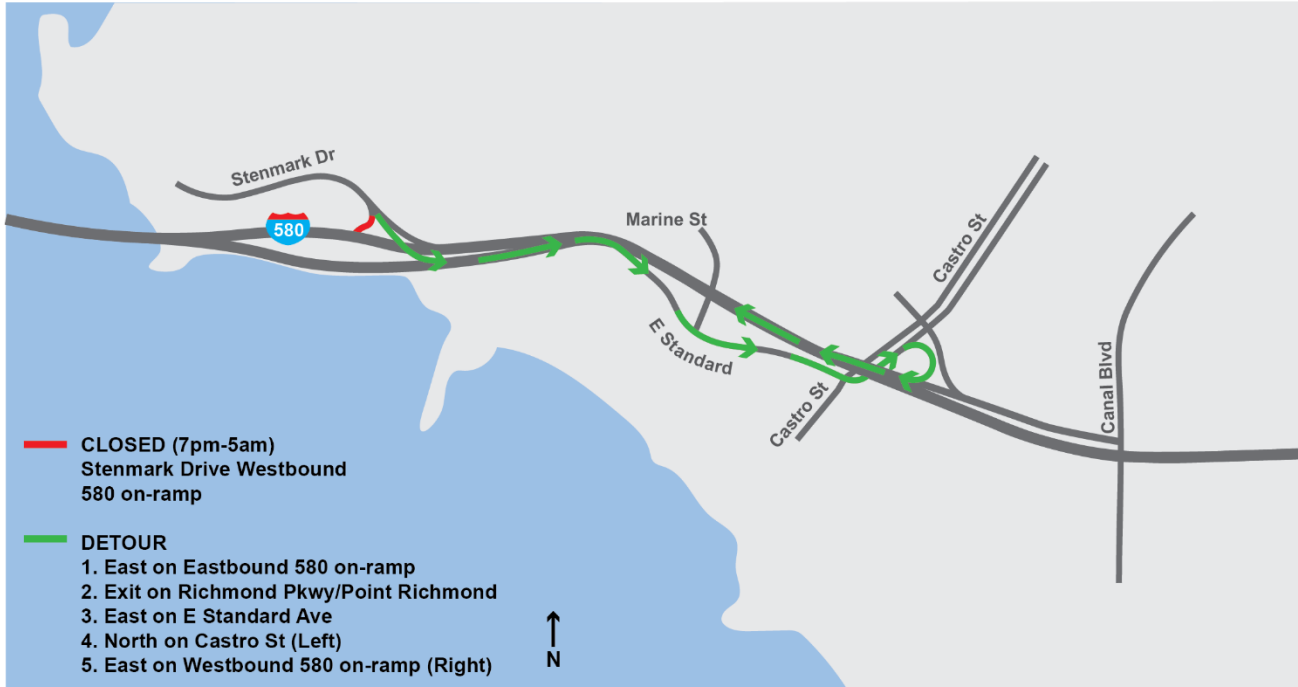 Stenmark Dr
580
Marine St
Castro St
E Standard
Castro St
Canal Blvd
CLOSED (7pm-5am)
Stenmark Drive Westbound
580 on-ramp
DETOUR
1. East on Eastbound 580 on-ramp
2. Exit on Richmond Pkwy/Point Richmond
3. East on E Standard Ave
4. North on Castro St (Left)
5. East on Westbound 580 on-ramp (Right)
N